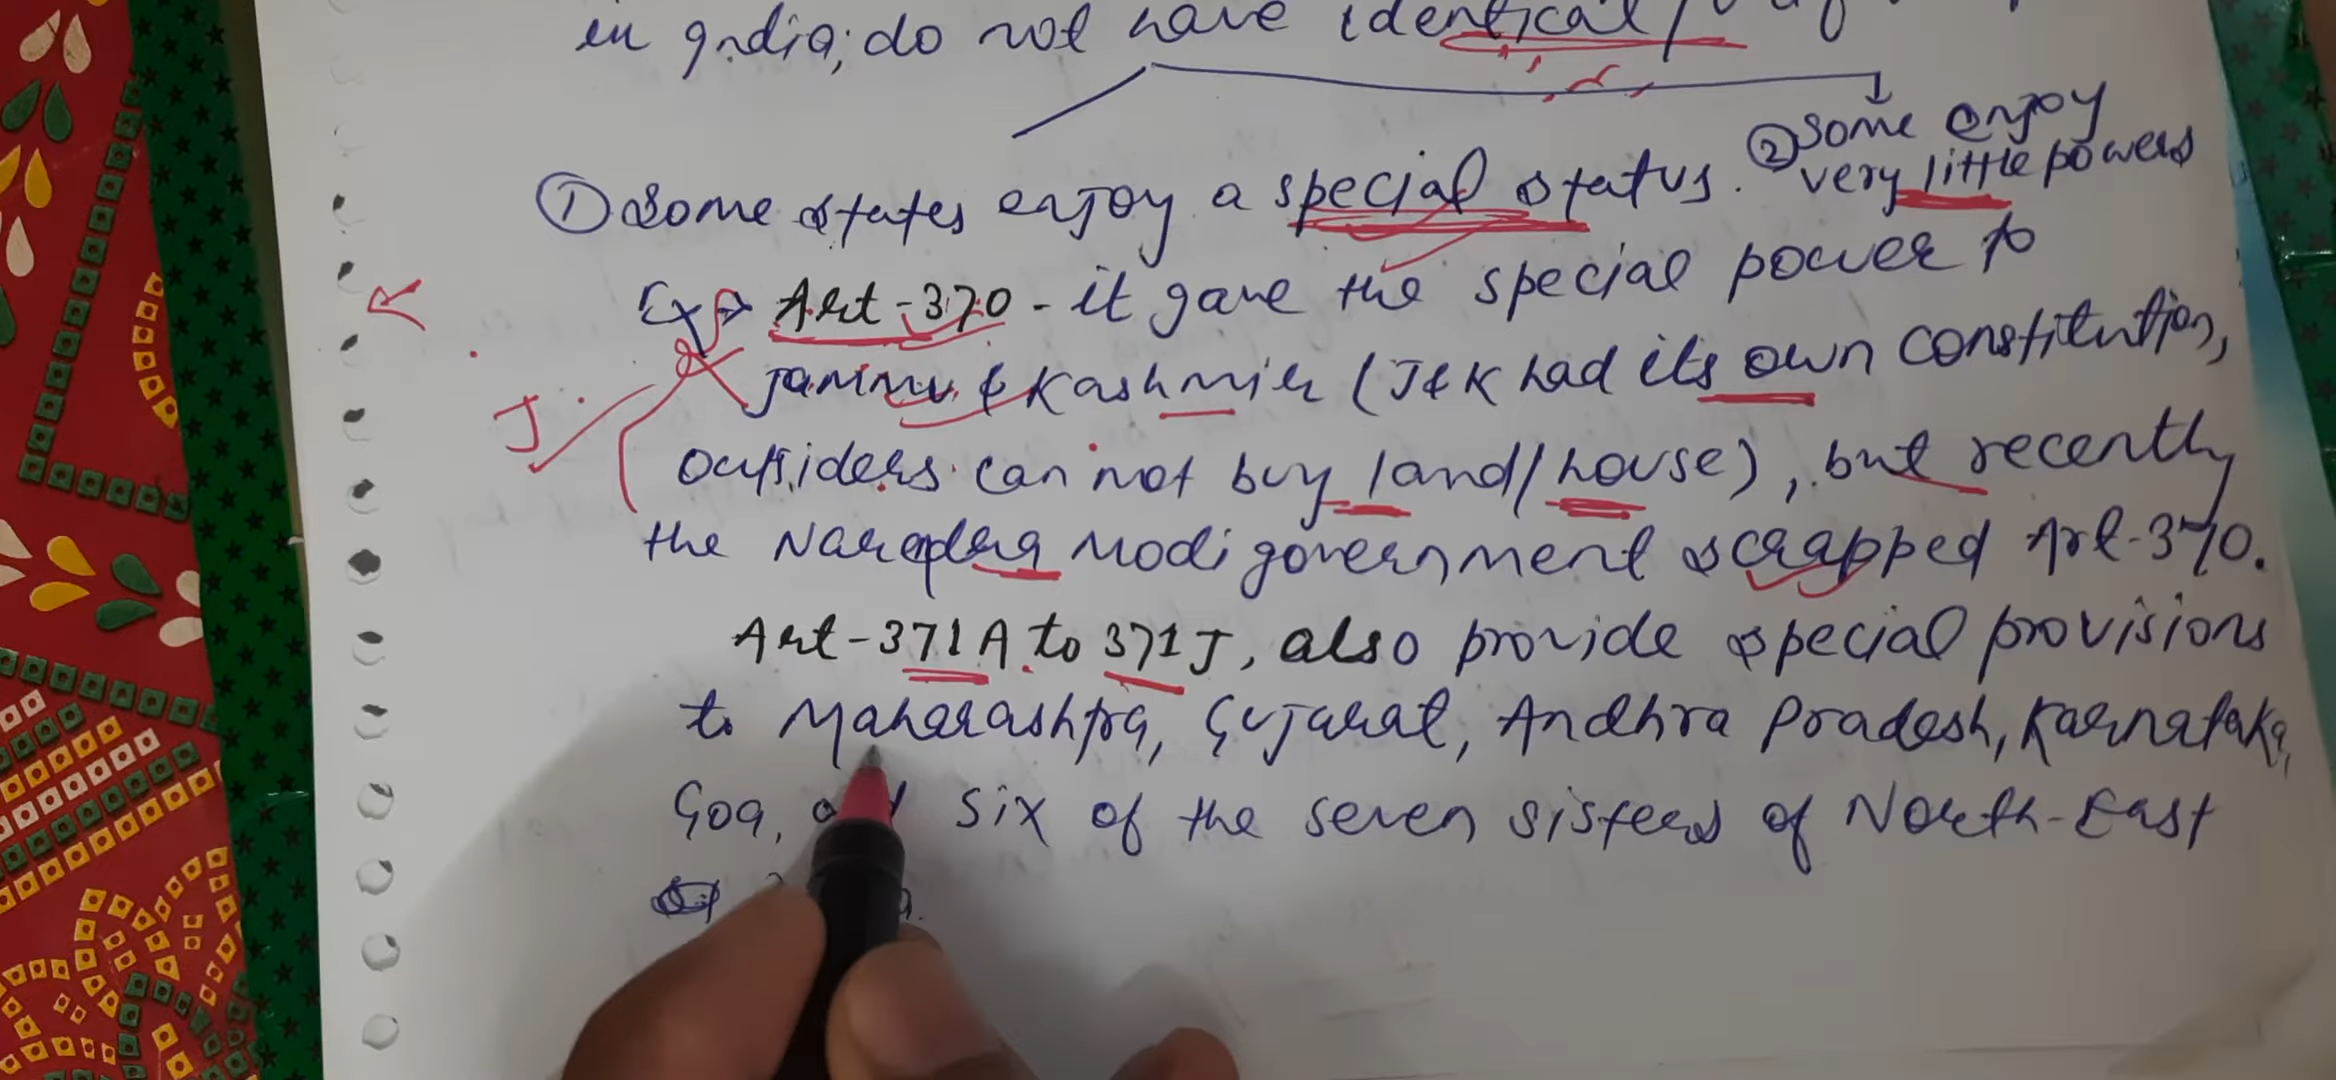 in India; do not have identical
① Some states enjoy a special status.
② Some enjoy
very little powers
Exp → Art-370 - it gave the special power to
Jammu & Kashmir (J&K had its own constitution,
outsiders can not buy land/house), but recently
the Narendra Modi government scrapped Art-370.
Art-371A to 371J, also provide special provisions
to Maharashtra, Gujarat, Andhra Pradesh, Karnataka,
Goa, six of the seven sisters of North-East
J